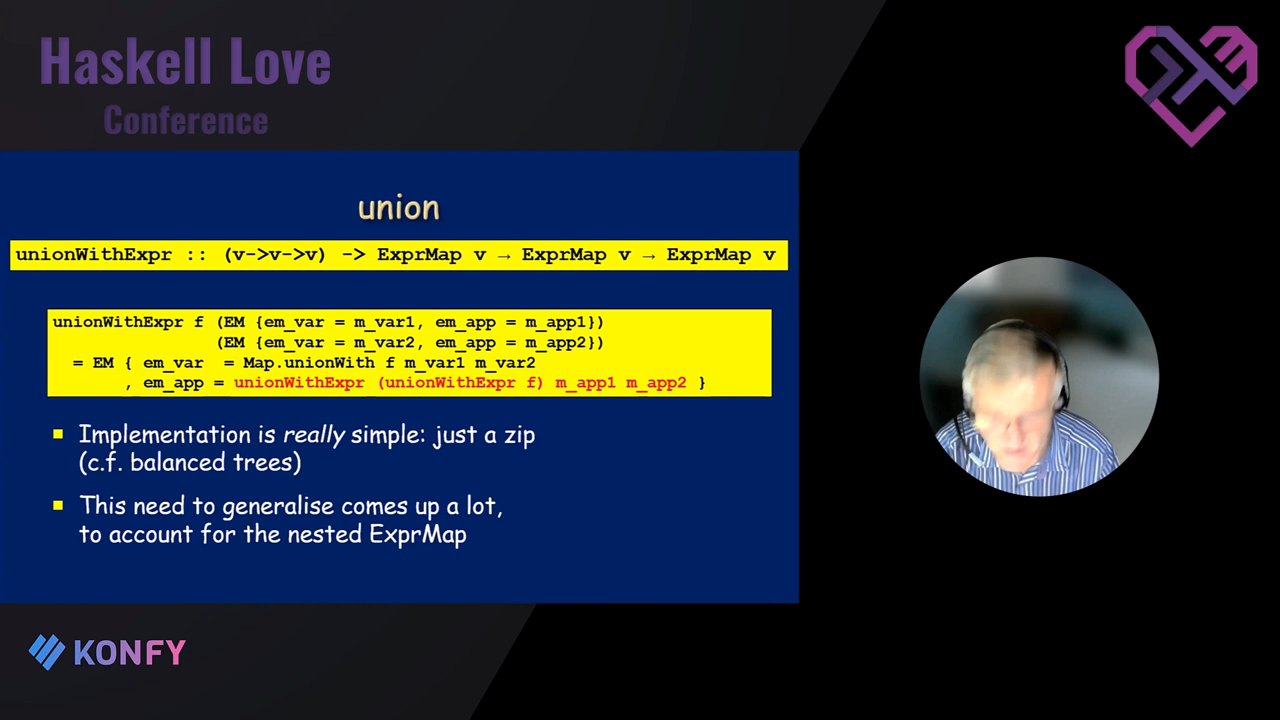 Haskell Love
Conference
union
unionWithExpr :: (v->v->v) -> ExprMap v → ExprMap v → ExprMap v
unionWithExpr f (EM {em_var = m_var1, em_app = m_app1})
(EM {em_var = m_var2, em_app = m_app2})
= EM { em_var = Map.unionWith f m_var1 m_var2
, em_app = unionWithExpr (unionWithExpr f) m_app1 m_app2 }
Implementation is really simple: just a zip
(c.f. balanced trees)
This need to generalise comes up a lot,
to account for the nested ExprMap
KONFY